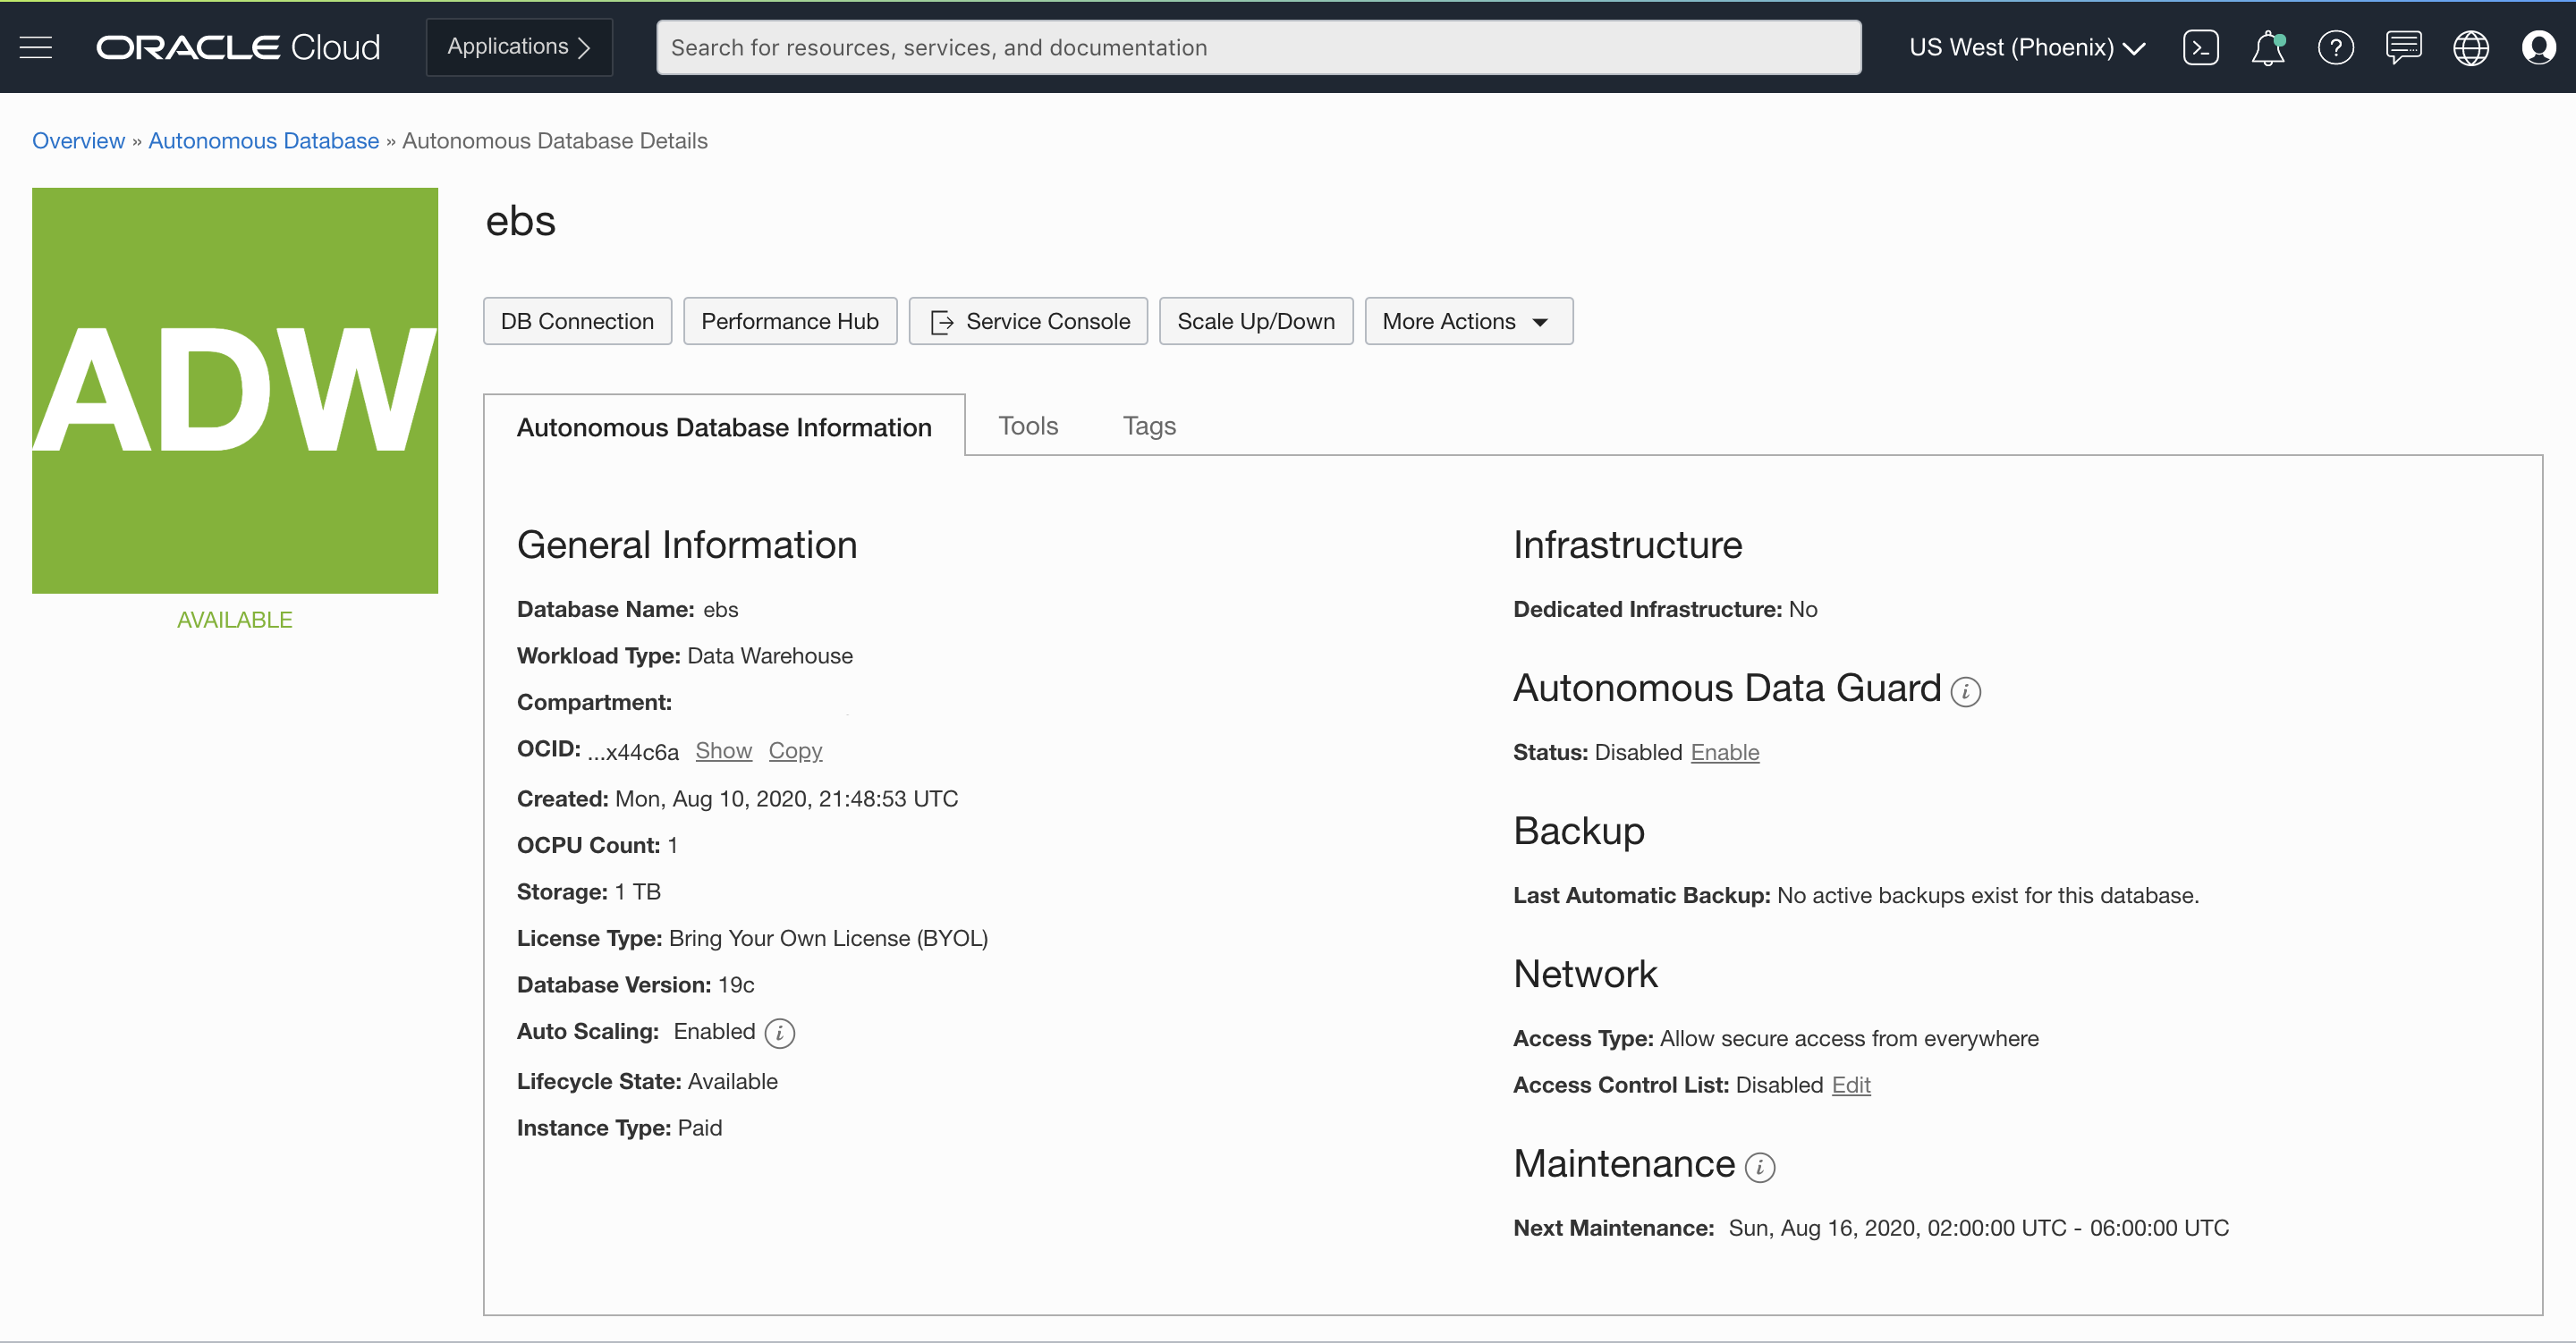 ORACLE Cloud Applications Search for resources, services, and documentation US West (Phoenix)
Overview » Autonomous Database » Autonomous Database Details
ADW
AVAILABLE
ebs
DB Connection Performance Hub Service Console Scale Up/Down More Actions
Autonomous Database Information Tools Tags
General Information
Database Name: ebs
Workload Type: Data Warehouse
Compartment:
OCID: ...x44c6a Show Copy
Created: Mon, Aug 10, 2020, 21:48:53 UTC
OCPU Count: 1
Storage: 1 TB
License Type: Bring Your Own License (BYOL)
Database Version: 19c
Auto Scaling: Enabled i
Lifecycle State: Available
Instance Type: Paid
Infrastructure
Dedicated Infrastructure: No
Autonomous Data Guard i
Status: Disabled Enable
Backup
Last Automatic Backup: No active backups exist for this database.
Network
Access Type: Allow secure access from everywhere
Access Control List: Disabled Edit
Maintenance i
Next Maintenance: Sun, Aug 16, 2020, 02:00:00 UTC - 06:00:00 UTC